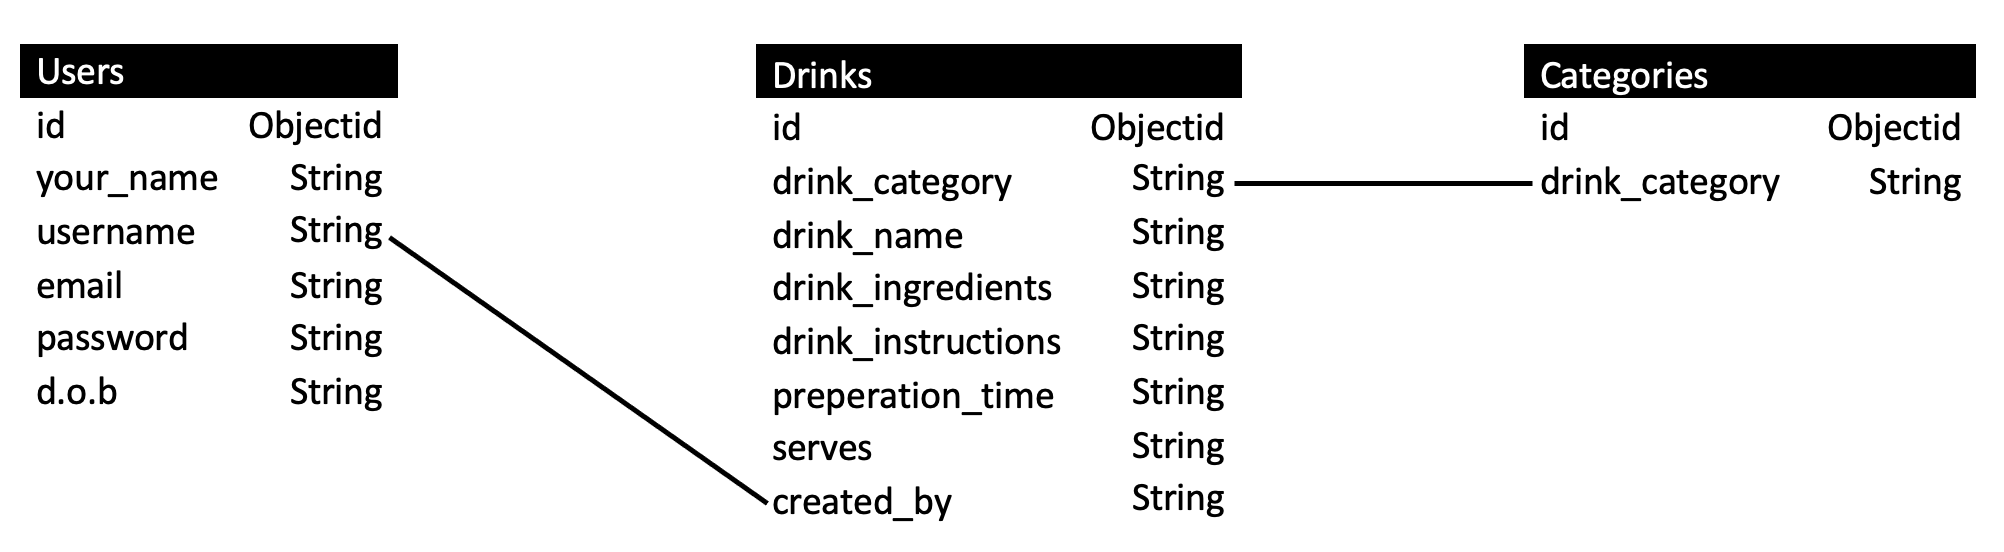 Users
id Objectid
your_name String
username String
email String
password String
d.o.b String
Drinks
id Objectid
drink_category String
drink_name String
drink_ingredients String
drink_instructions String
preperation_time String
serves String
created_by String
Categories
id Objectid
drink_category String